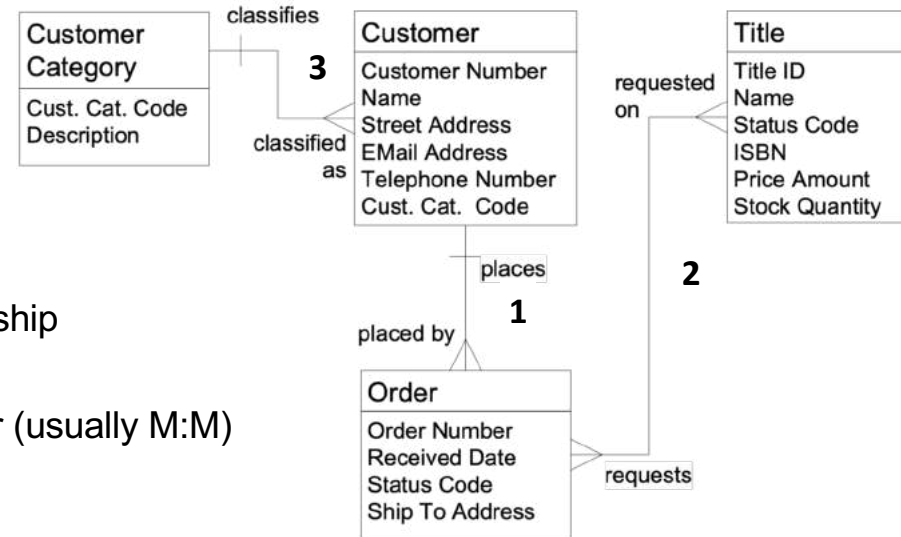 classifies
Customer
Category
Cust. Cat. Code
Description
3
classified
as
Customer
Customer Number
Name
Street Address
EMail Address
Telephone Number
Cust. Cat. Code
requested
on
Title
Title ID
Name
Status Code
ISBN
Price Amount
Stock Quantity
places
1
2
placed by
ship
r (usually M:M)
Order
Order Number
Received Date
Status Code
Ship To Address
requests